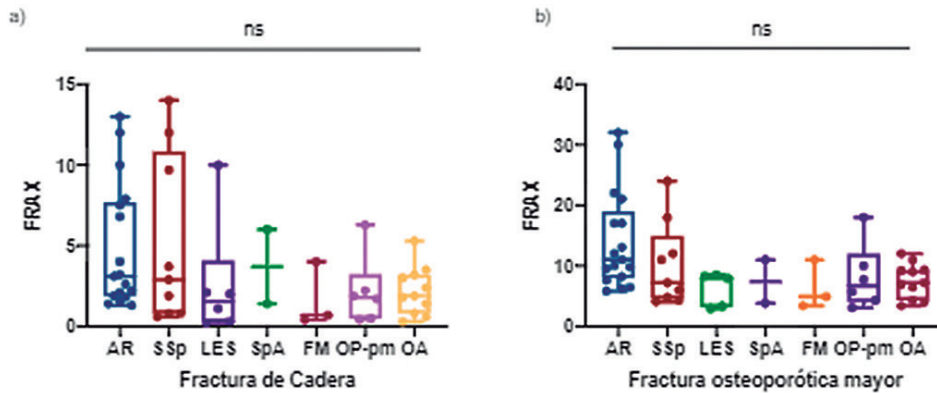 a)
ns
FRAX
15
10
5
0
AR SSp LES SpA FM OP-pm OA
Fractura de Cadera
b)
ns
FRAX
40
30
20
10
0
AR SSp LES SpA FM OP-pm OA
Fractura osteoporótica mayor